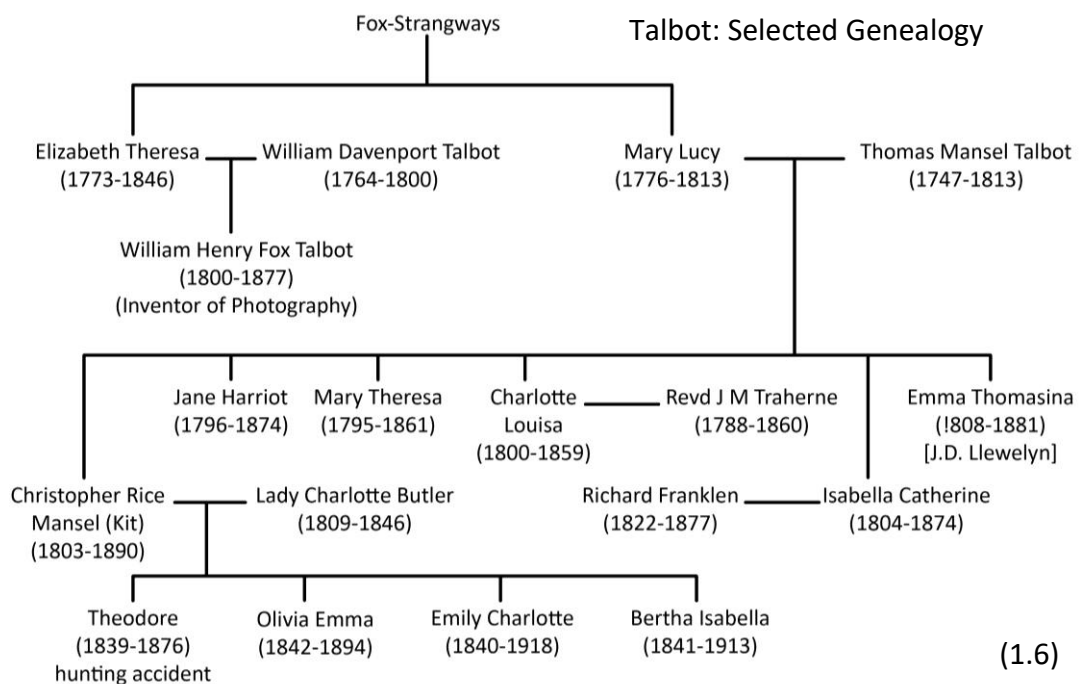 Fox-Strangways
Talbot: Selected Genealogy
Elizabeth Theresa
(1773-1846)
William Davenport Talbot
(1764-1800)
Mary Lucy
(1776-1813)
Thomas Mansel Talbot
(1747-1813)
William Henry Fox Talbot
(1800-1877)
(Inventor of Photography)
Jane Harriot
(1796-1874)
Mary Theresa
(1795-1861)
Charlotte
Louisa
(1800-1859)
Revd J M Traherne
(1788-1860)
Emma Thomasina
(!808-1881)
[J.D. Llewelyn]
Christopher Rice
Mansel (Kit)
(1803-1890)
Lady Charlotte Butler
(1809-1846)
Richard Franklen
(1822-1877)
Isabella Catherine
(1804-1874)
Theodore
(1839-1876)
hunting accident
Olivia Emma
(1842-1894)
Emily Charlotte
(1840-1918)
Bertha Isabella
(1841-1913)
(1.6)